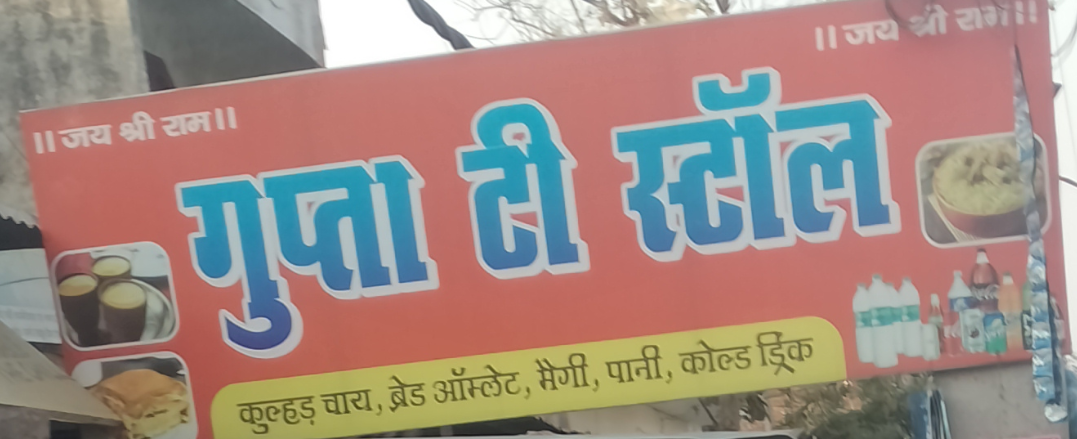 ॥ जय श्री राम ॥
॥ जय श्री राम ॥
गुप्ता टी स्टॉल
कुल्हड़ चाय, ब्रेड ऑम्लेट, मैगी, पानी, कोल्ड ड्रिंक